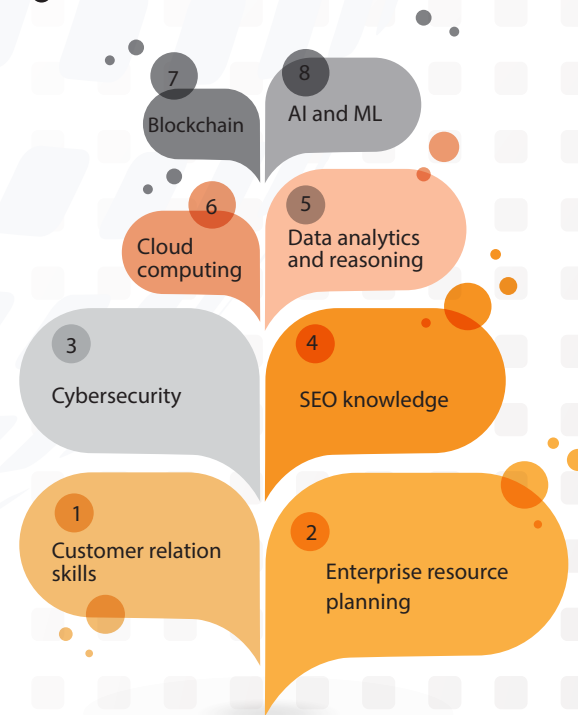 7
Blockchain
8
AI and ML
6
Cloud
computing
5
Data analytics
and reasoning
3
Cybersecurity
4
SEO knowledge
1
Customer relation
skills
2
Enterprise resource
planning